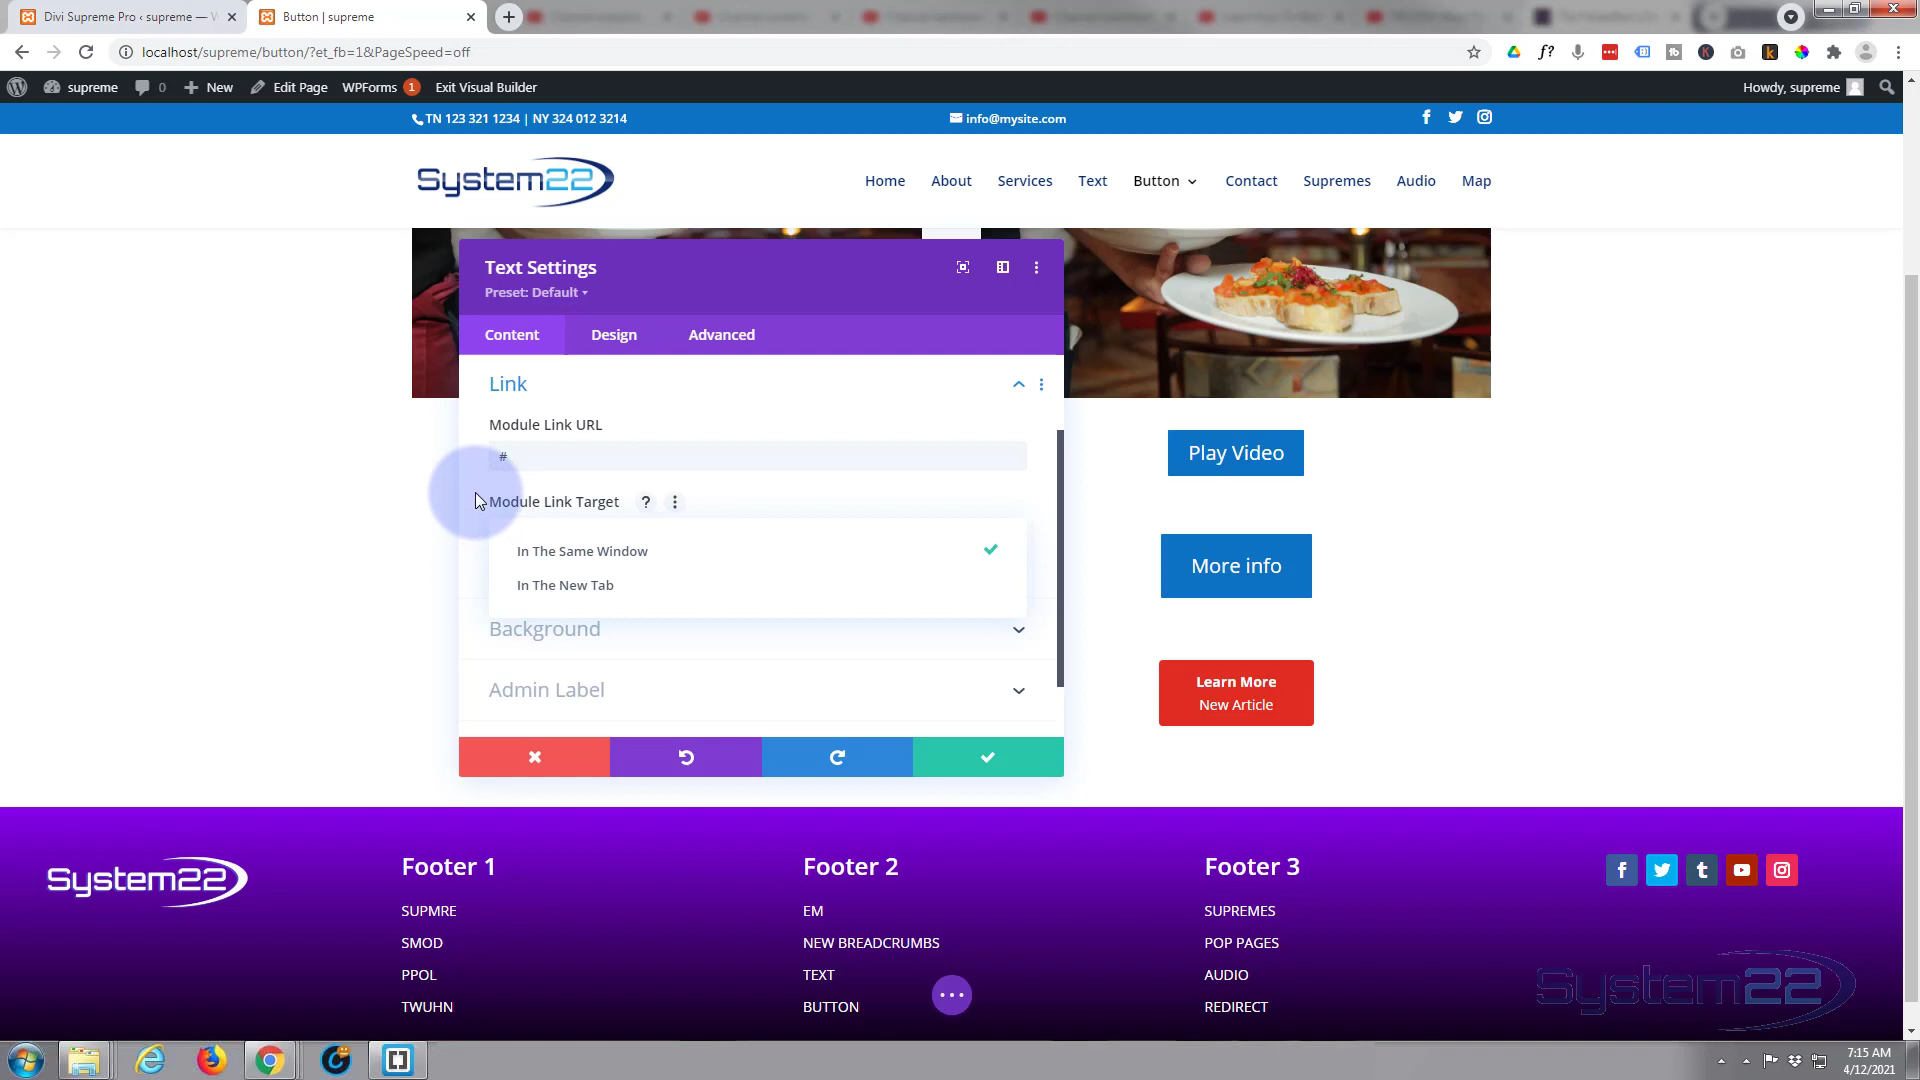 Divi Supreme Pro ‹ supreme — W
Button | supreme
localhost/supreme/button/?et_fb=1&PageSpeed=off
supreme
0
New
Edit Page
WPForms 1
Exit Visual Builder
Howdy, supreme
TN 123 321 1234 | NY 324 012 3214
info@mysite.com
System22
Home
About
Services
Text
Button
Contact
Supremes
Audio
Map
Text Settings
Preset: Default
Content
Design
Advanced
Link
Module Link URL
#
Module Link Target
?
In The Same Window
In The New Tab
Background
Admin Label
Play Video
More info
Learn More
New Article
System22
Footer 1
SUPMRE
SMOD
PPOL
TWUHN
Footer 2
EM
NEW BREADCRUMBS
TEXT
BUTTON
Footer 3
SUPREMES
POP PAGES
AUDIO
REDIRECT
System22
7:15 AM
4/12/2021